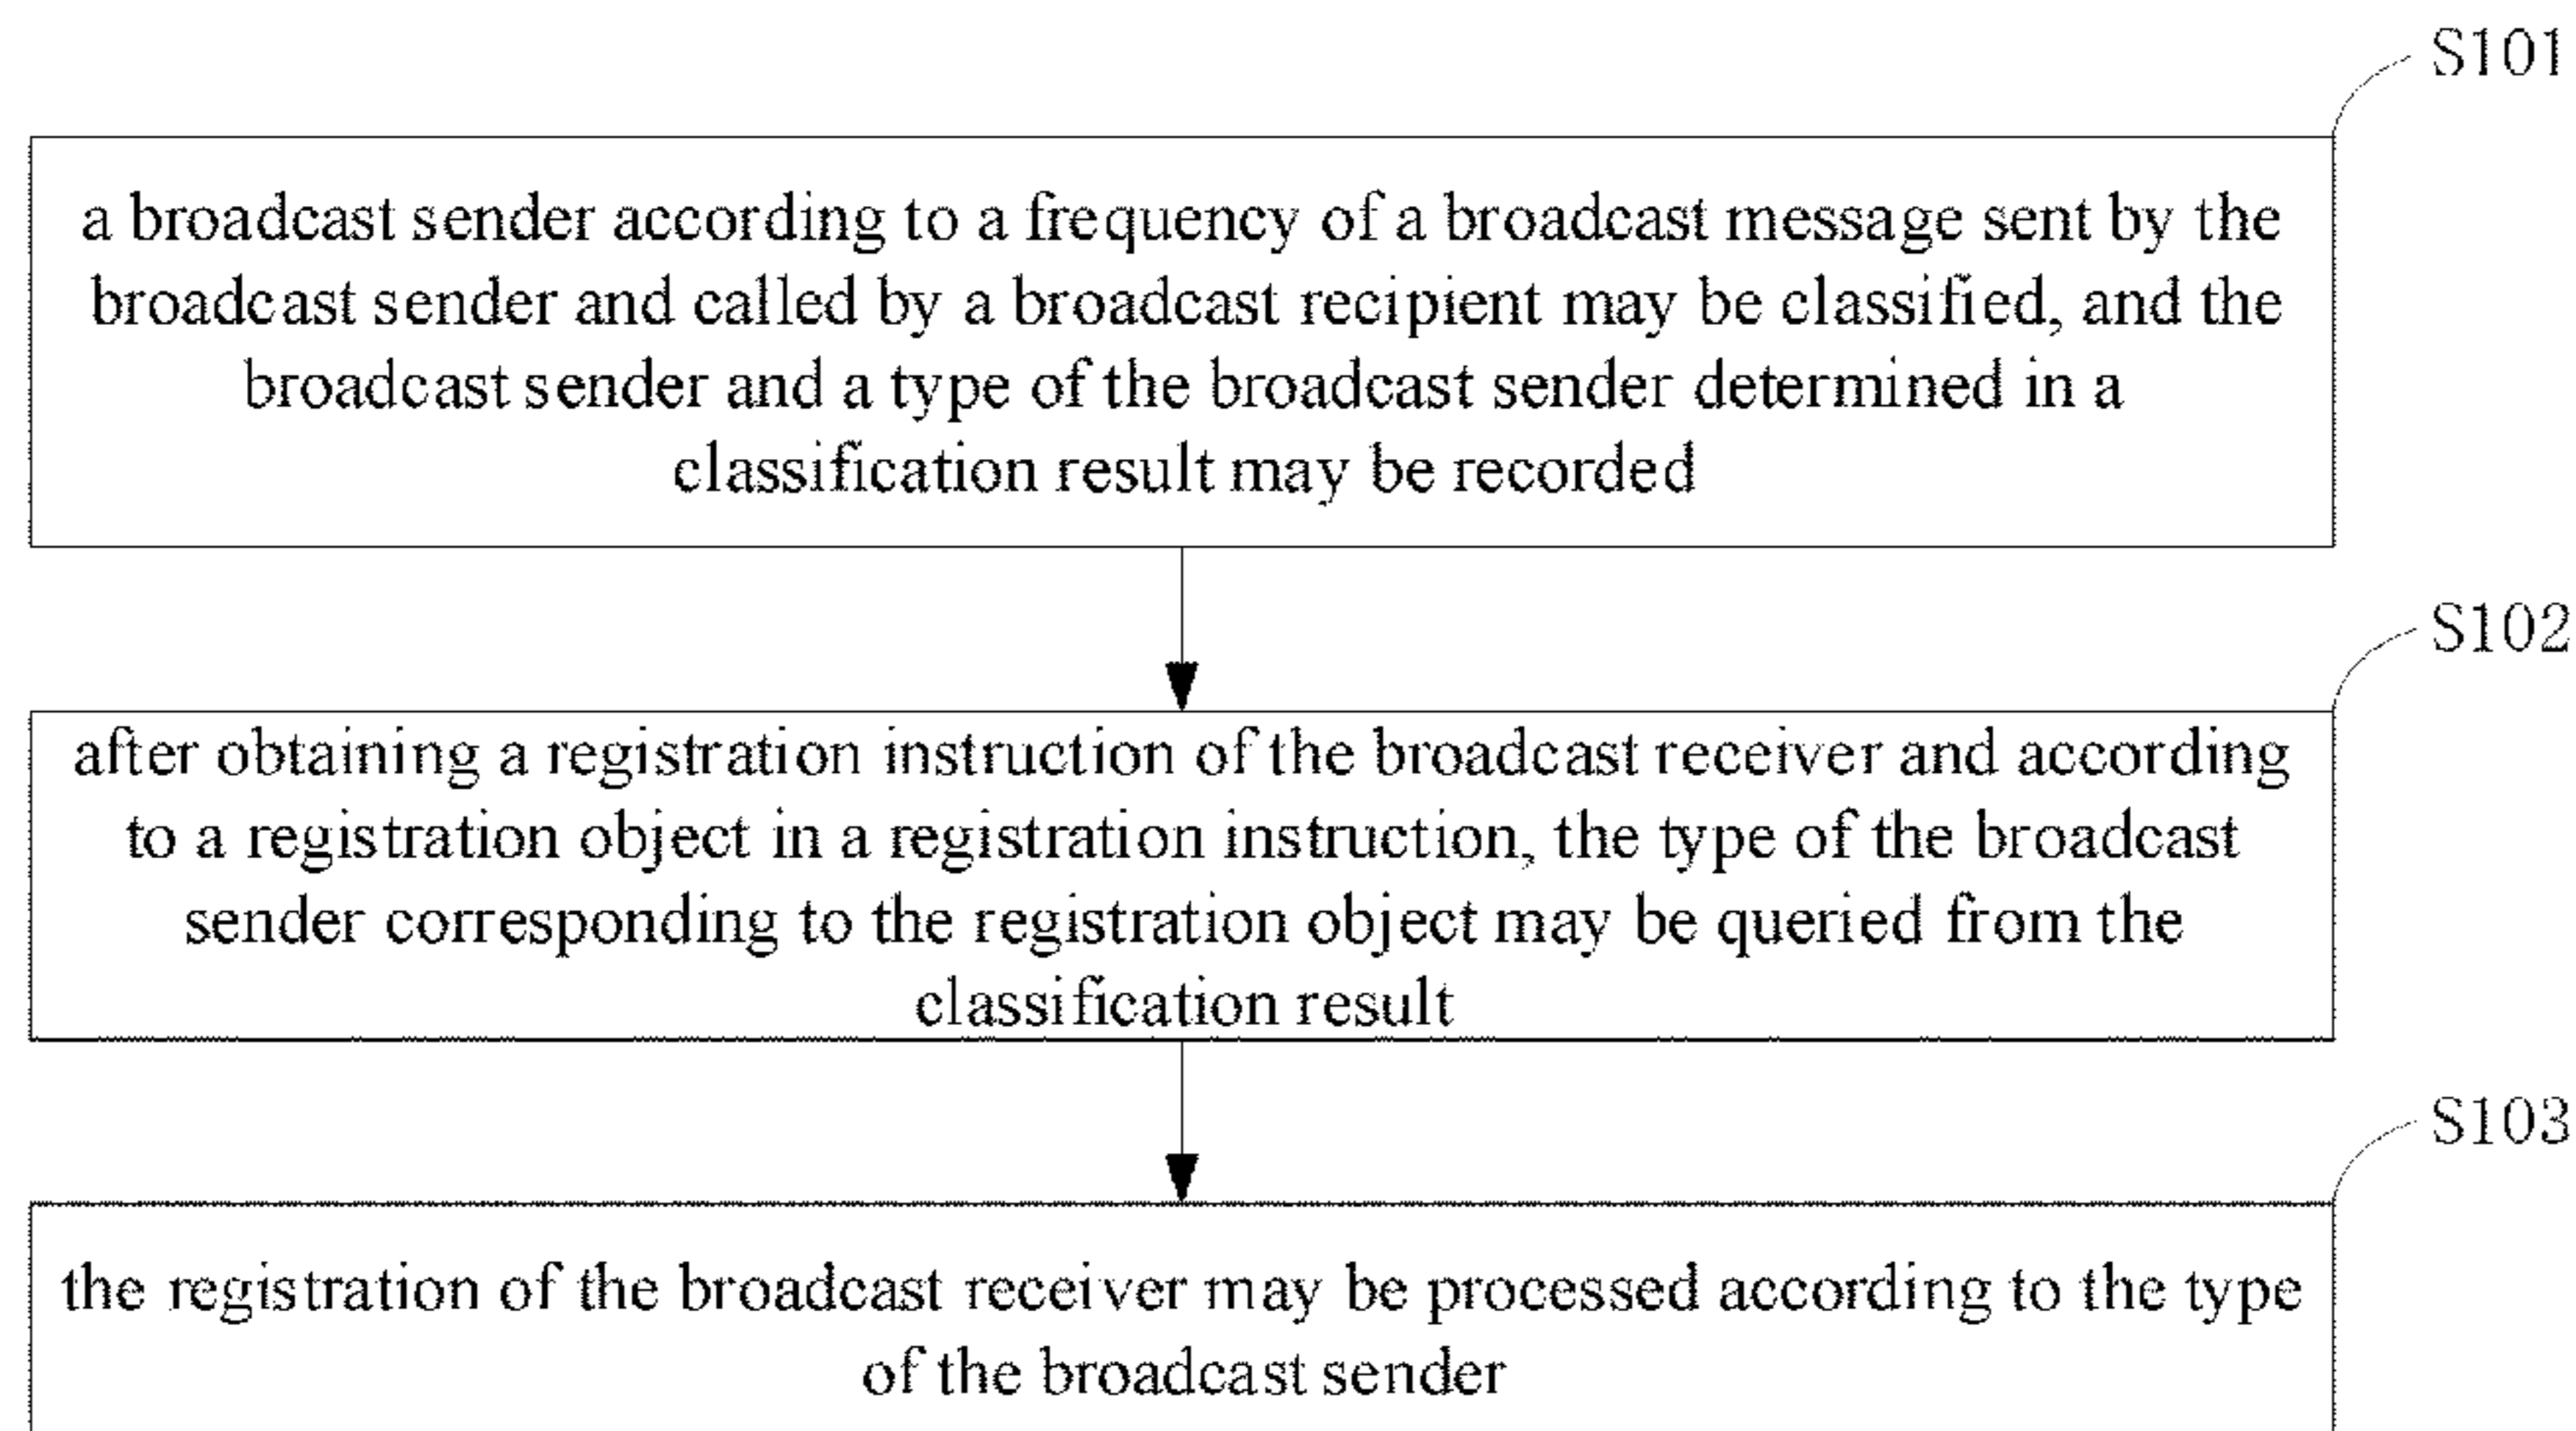 S101
a broadcast sender according to a frequency of a broadcast message sent by the
broadcast sender and called by a broadcast recipient may be classified, and the
broadcast sender and a type of the broadcast sender determined in a
classification result may be recorded
S102
after obtaining a registration instruction of the broadcast receiver and according
to a registration object in a registration instruction, the type of the broadcast
sender corresponding to the registration object may be queried from the
classification result
S103
the registration of the broadcast receiver may be processed according to the type
of the broadcast sender